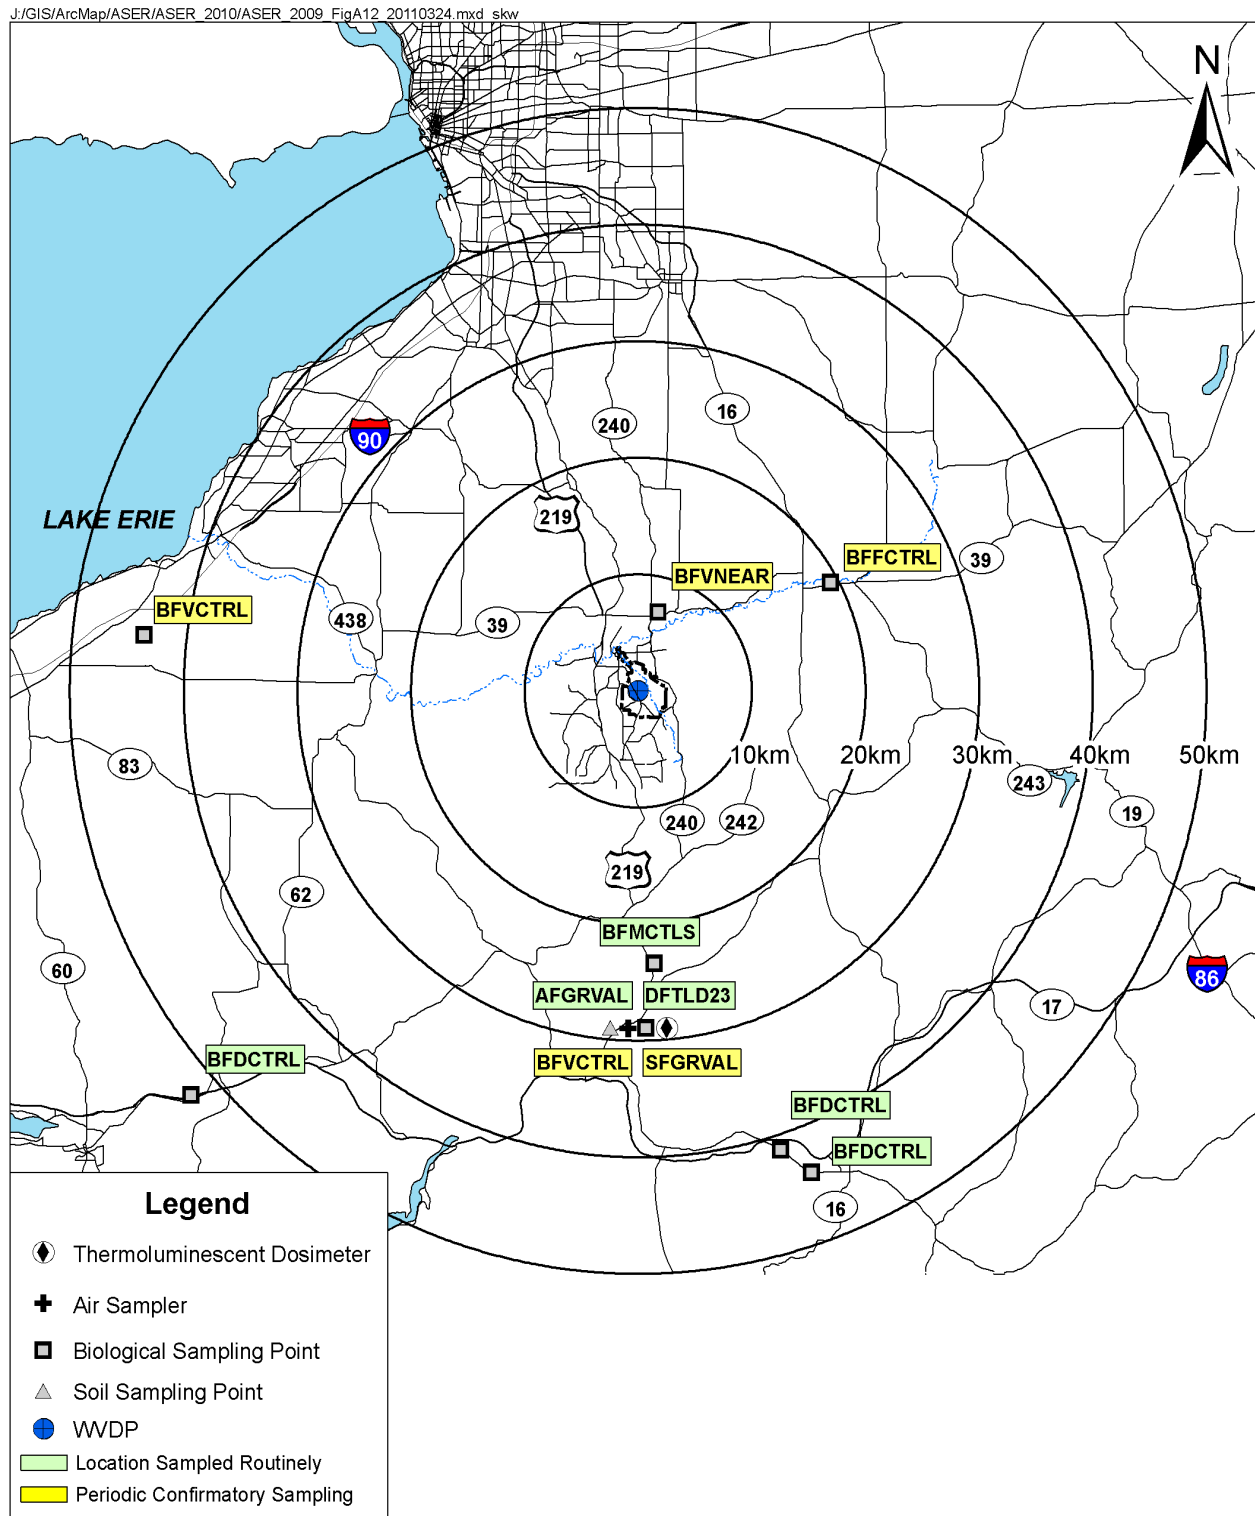 J:/GIS/ArcMap/ASER/ASER_2010/ASER_2009_FigA12_20110324.mxd skw
N
16
240
90
219
LAKE ERIE
BFFCTRL
39
BFVNEAR
BFVCTRL
438
39
10km
20km
30km
40km
50km
83
243
19
240
242
219
62
BFMCTLS
60
86
AFGRVAL
DFTLD23
17
BFVCTRL
SFGRVAL
BFDCTRL
BFDCTRL
BFDCTRL
16
Legend
Thermoluminescent Dosimeter
Air Sampler
Biological Sampling Point
Soil Sampling Point
WVDP
Location Sampled Routinely
Periodic Confirmatory Sampling